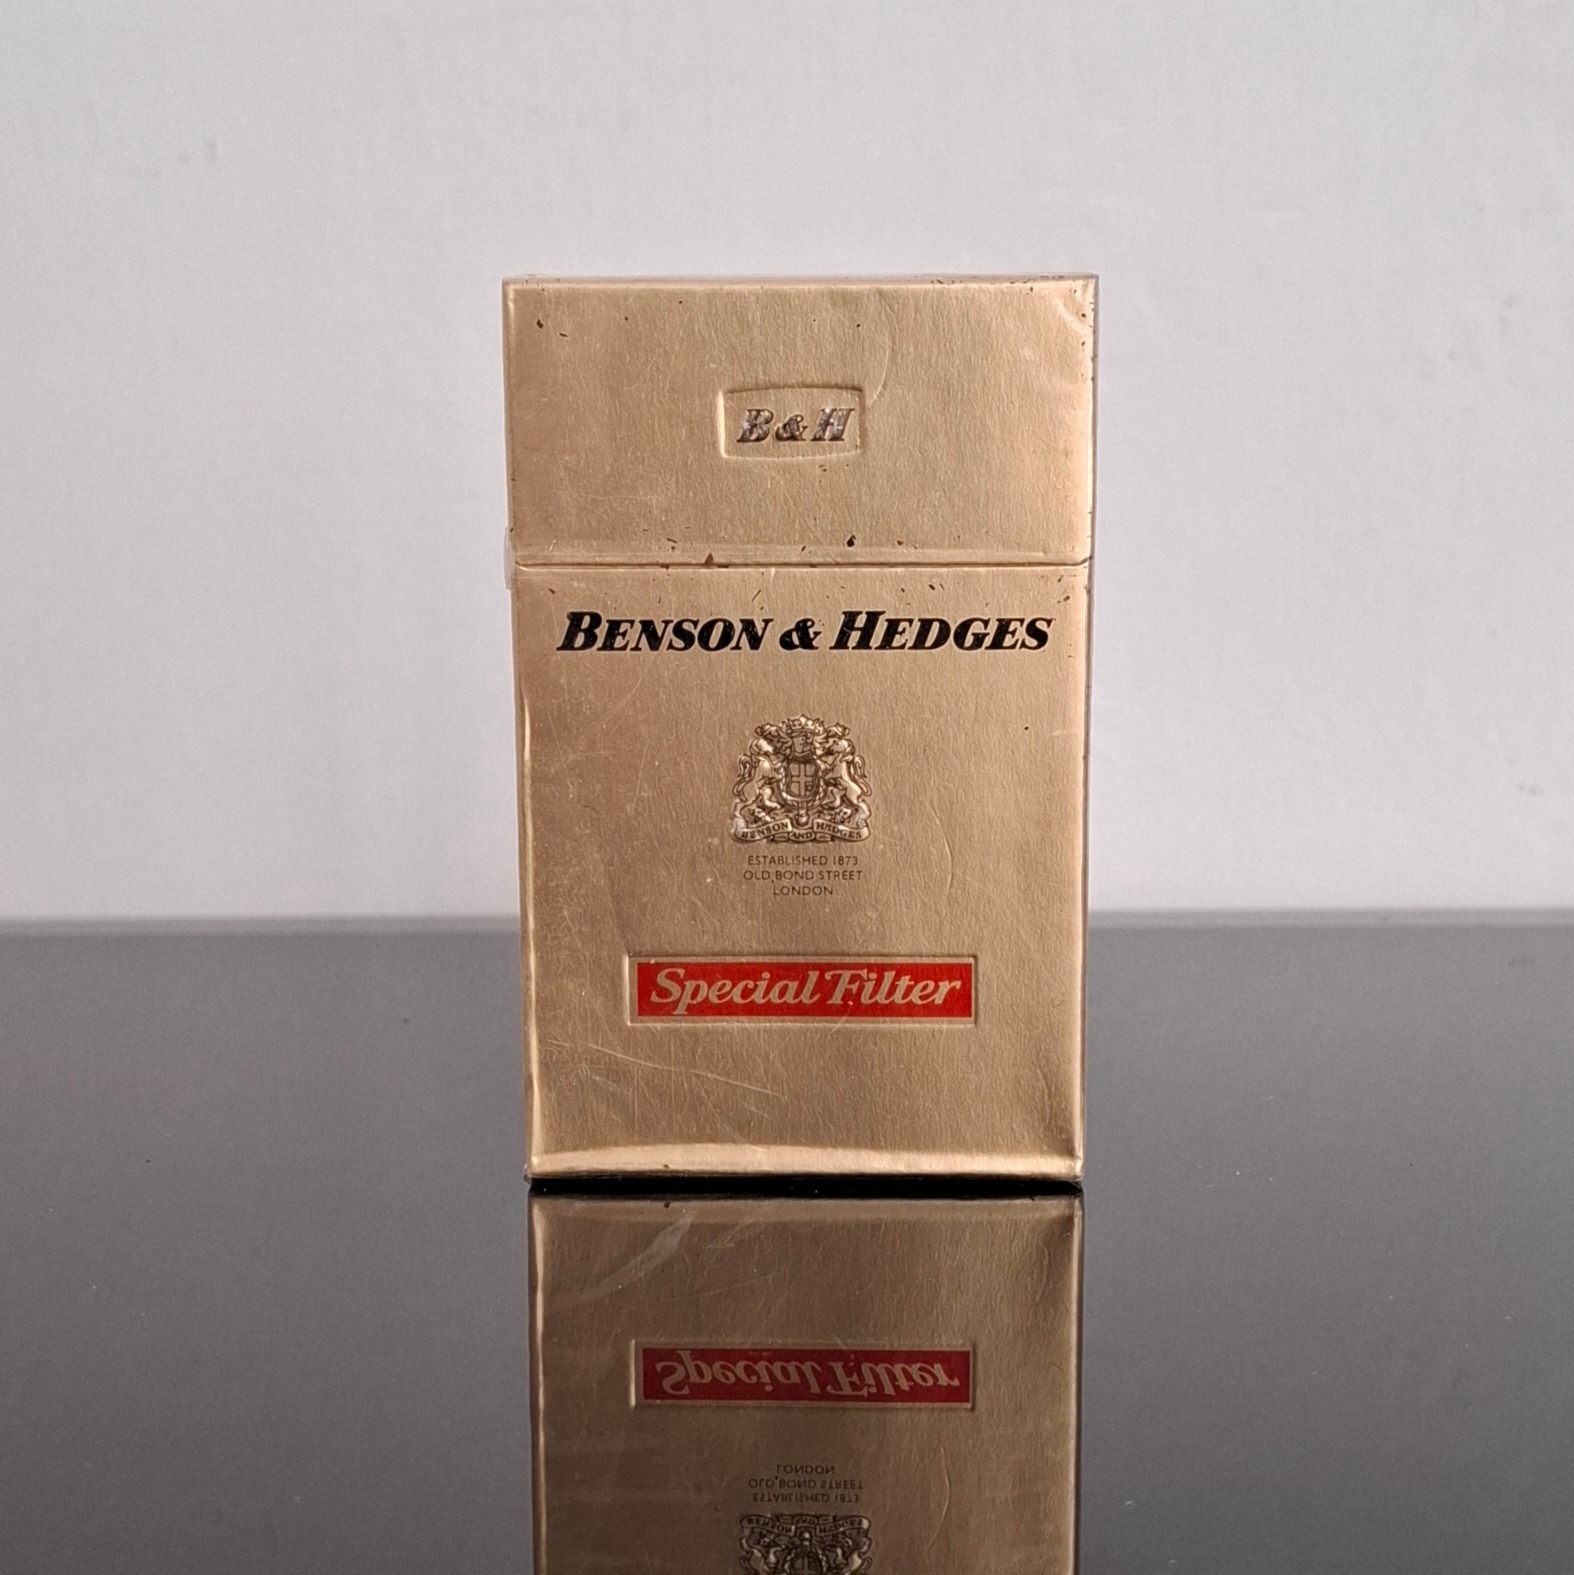 B&H
BENSON & HEDGES
BENSON AND HEDGES
ESTABLISHED 1873
OLD BOND STREET
LONDON
Special Filter